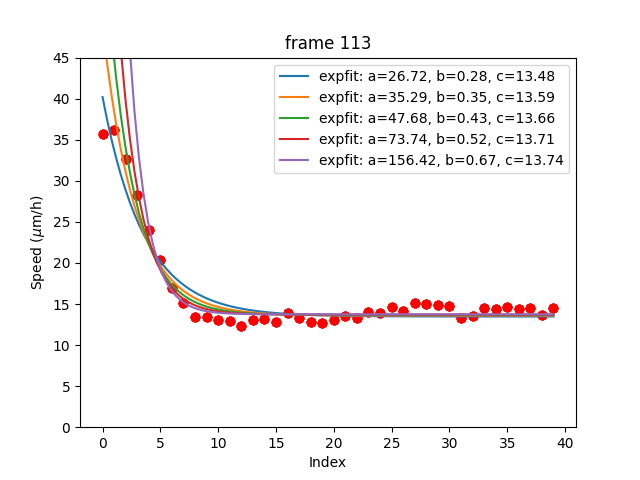 frame 113
45
40
35
30
25
20
15
10
5
0
Speed (μm/h)
expfit: a=26.72, b=0.28, c=13.48
expfit: a=35.29, b=0.35, c=13.59
expfit: a=47.68, b=0.43, c=13.66
expfit: a=73.74, b=0.52, c=13.71
expfit: a=156.42, b=0.67, c=13.74
0 5 10 15 20 25 30 35 40
Index